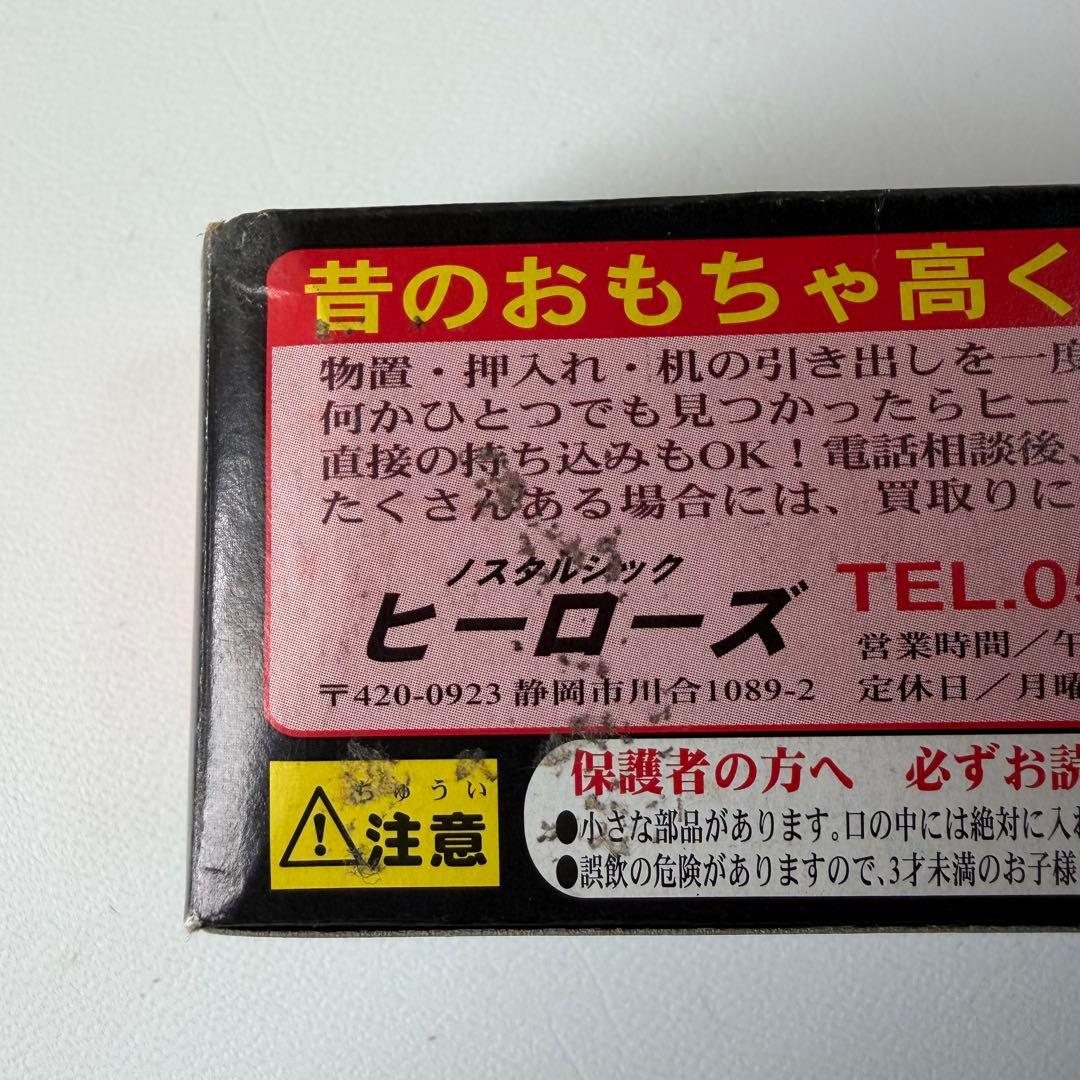 昔のおもちゃ高く
物置・押入れ・机の引き出しを一度
何かひとつでも見つかったらヒー
直接の持ち込みもOK！電話相談後、
たくさんある場合には、買取りに
ノスタルジック
ヒーローズ
TEL.05
営業時間／午
〒420-0923 静岡市川合1089-2 定休日／月曜
ちゅうい
注意
保護者の方へ 必ずお読
●小さな部品があります。口の中には絶対に入れ
●誤飲の危険がありますので、3才未満のお子様